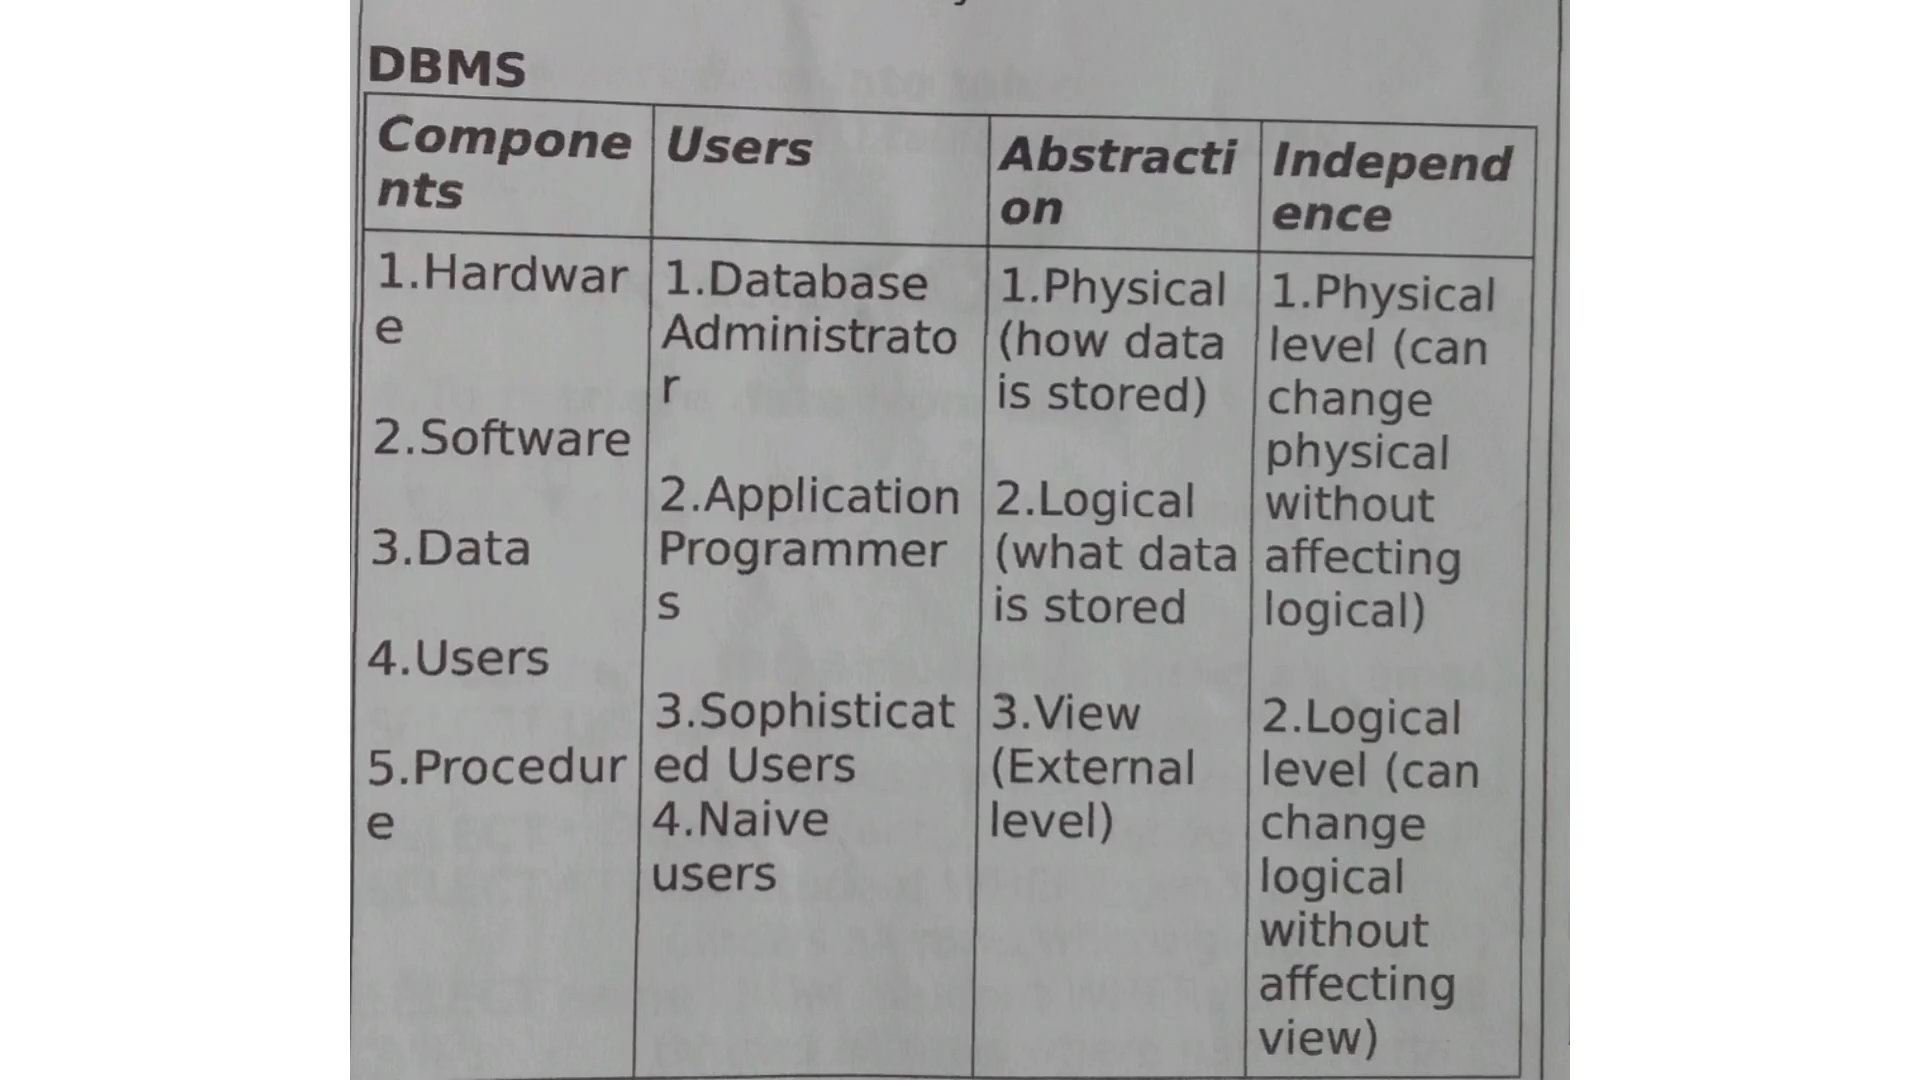 DBMS
Compone
nts
Users
Abstracti
on
Independ
ence
1.Hardwar
e
2.Software
3.Data
4.Users
5.Procedur
e
1.Database
Administrato
r
2.Application
Programmer
s
3.Sophisticat
ed Users
4.Naive
users
1.Physical
(how data
is stored)
2.Logical
(what data
is stored
3.View
(External
level)
1.Physical
level (can
change
physical
without
affecting
logical)
2.Logical
level (can
change
logical
without
affecting
view)